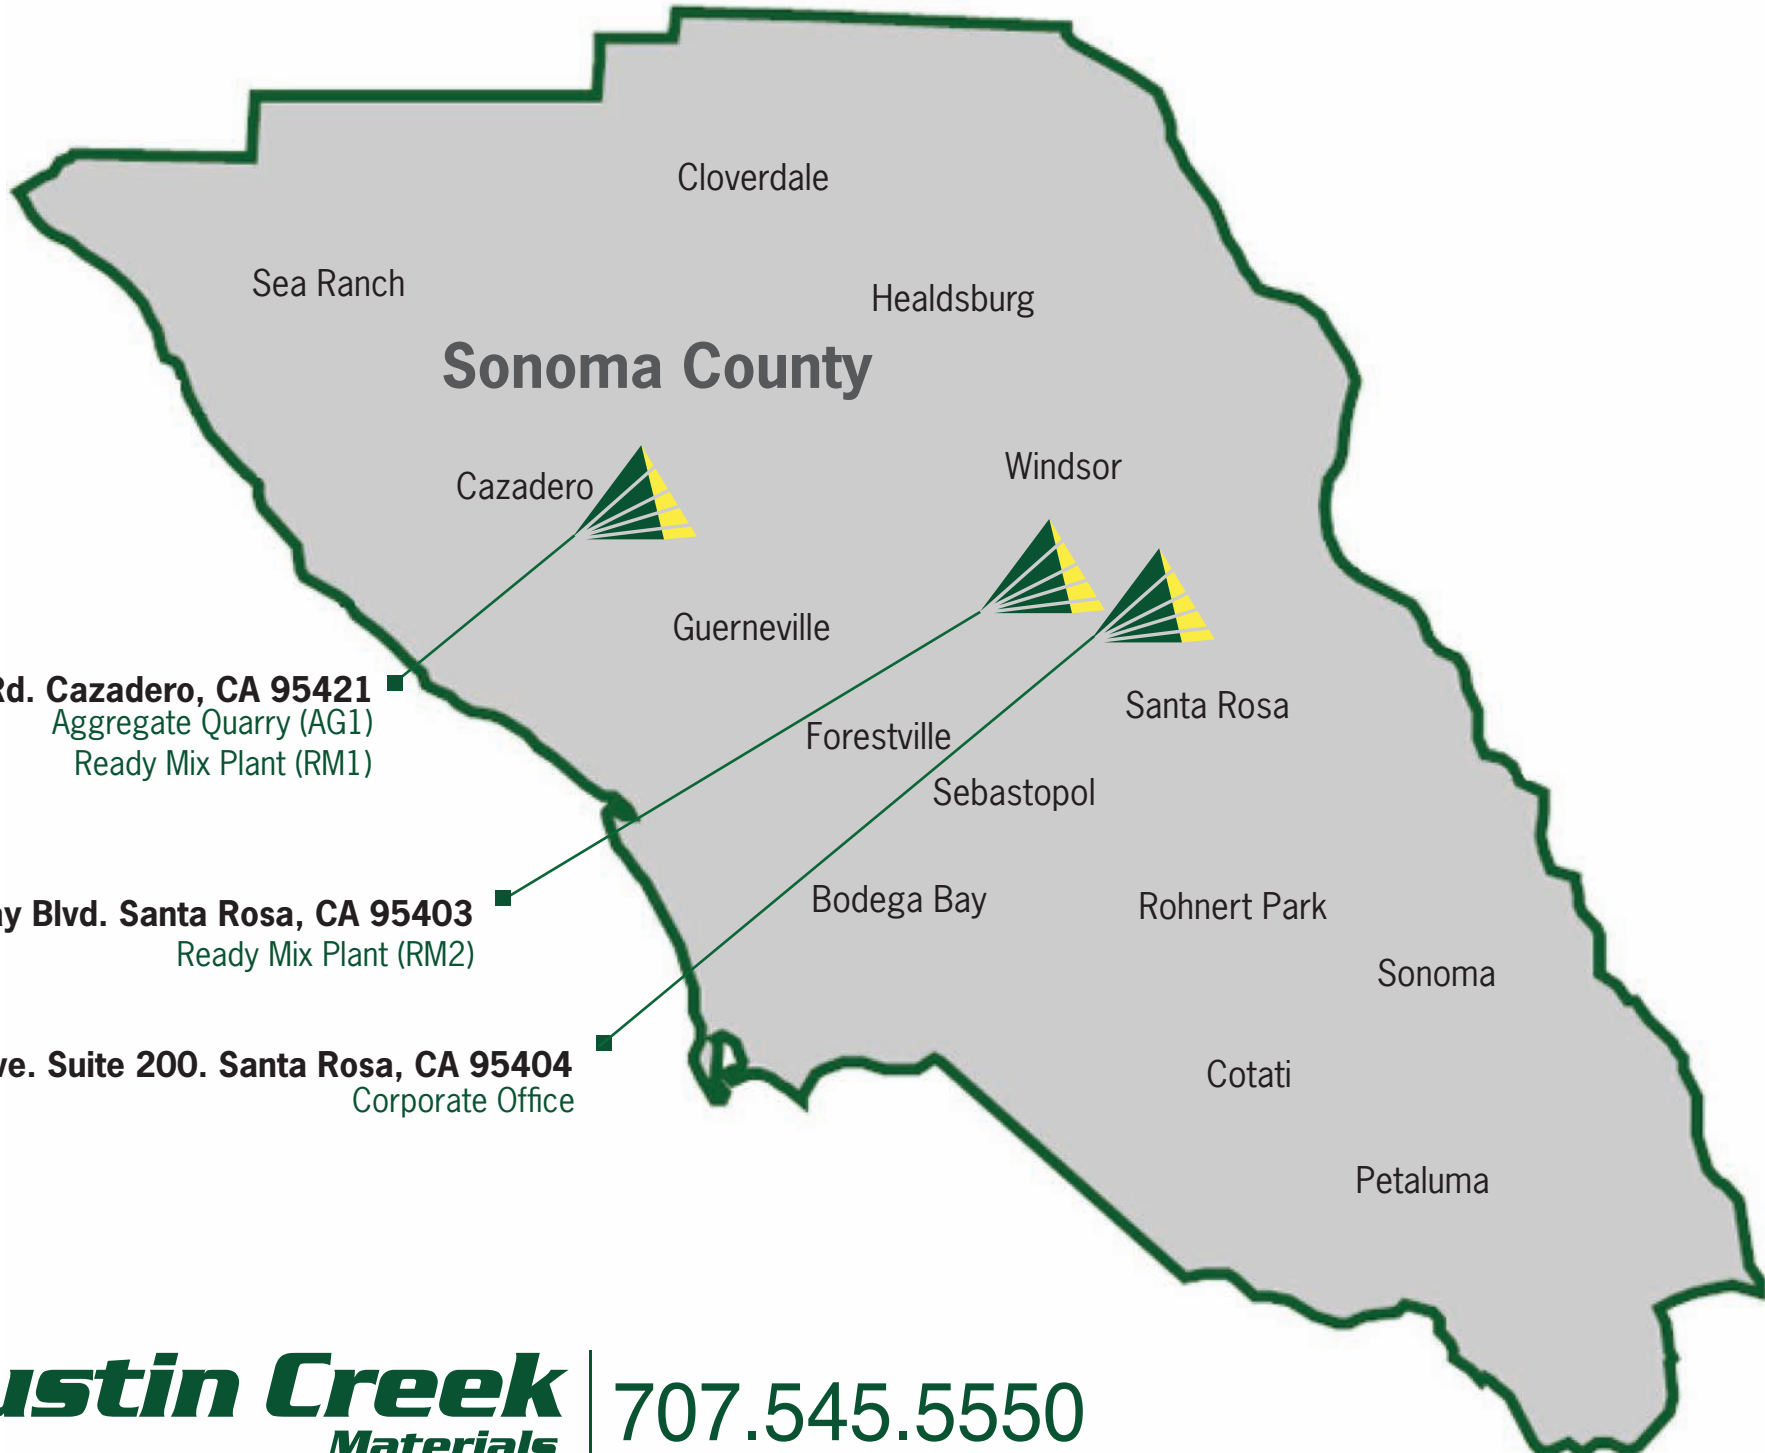 Cloverdale
Sea Ranch
Healdsburg
Sonoma County
Windsor
Cazadero
Guerneville
Rd. Cazadero, CA 95421
Aggregate Quarry (AG1)
Ready Mix Plant (RM1)
Santa Rosa
Forestville
Sebastopol
Bodega Bay
Rohnert Park
Blvd. Santa Rosa, CA 95403
Ready Mix Plant (RM2)
Sonoma
Suite 200. Santa Rosa, CA 95404
Corporate Office
Cotati
Petaluma
ustin Creek
Materials
707.545.5550